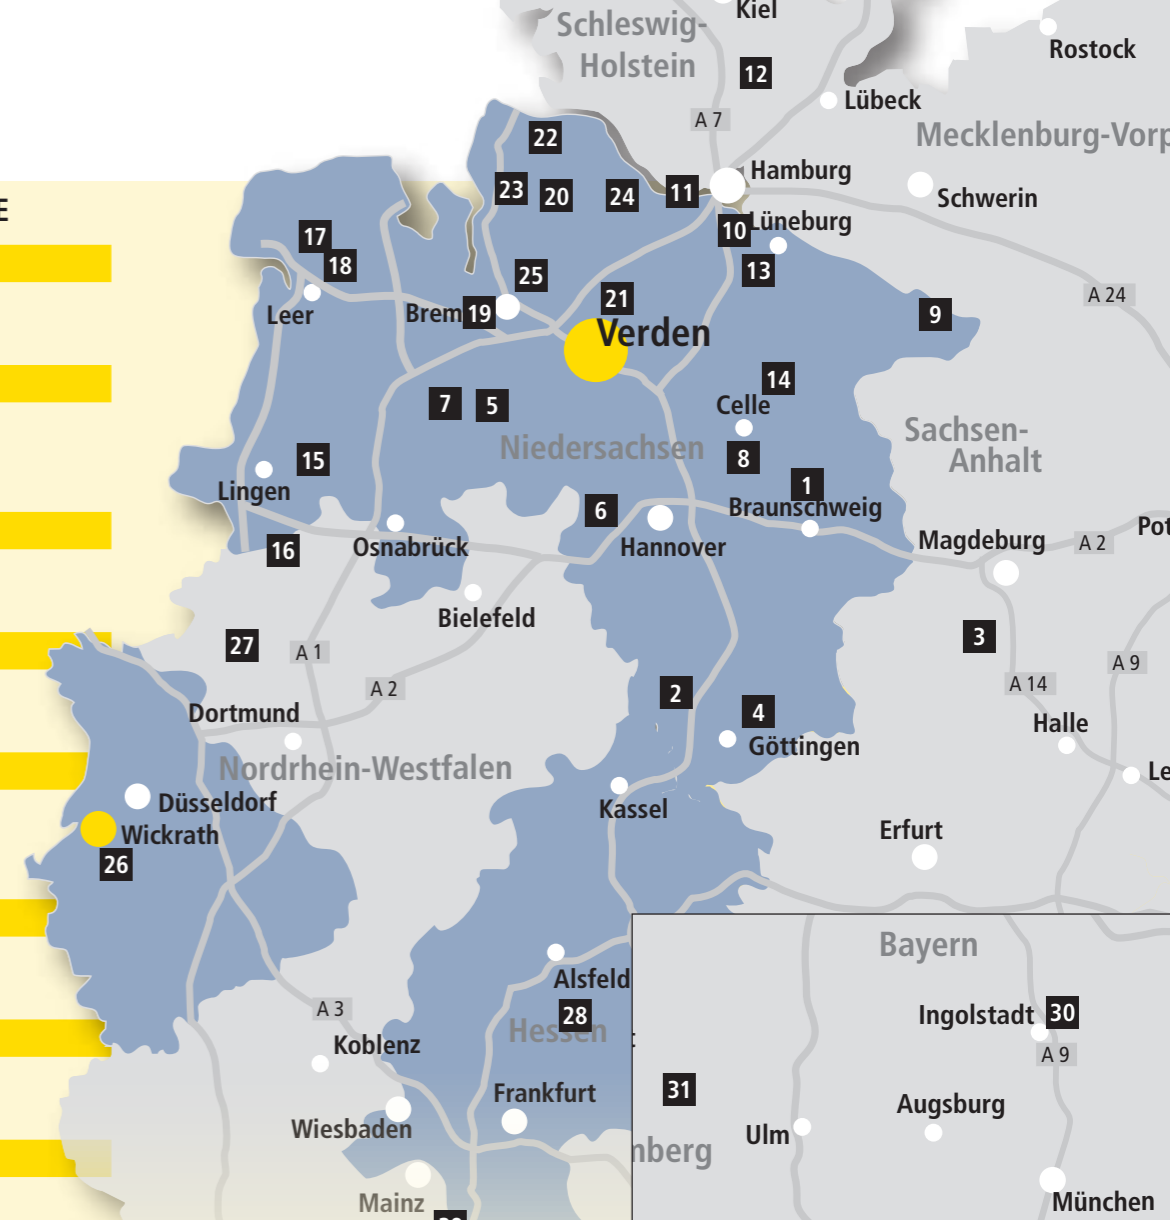 Kiel
Schleswig-
Holstein
Rostock
12
Lübeck
A 7
Mecklenburg-Vorp
22
Hamburg
23
20
24
11
Schwerin
E
10
Lüneburg
17
18
13
25
A 24
21
Leer
Brem
19
9
Verden
14
7
5
Celle
Sachsen-
Anhalt
Niedersachsen
8
15
Lingen
1
Braunschweig
6
Hannover
Osnabrück
16
Magdeburg
A 2
Pot
Bielefeld
27
A 1
3
A 9
A 2
A 14
2
4
Dortmund
Göttingen
Halle
Nordrhein-Westfalen
Le
Düsseldorf
Kassel
Wickrath
26
Erfurt
Bayern
Alsfeld
A 3
28
Hessen
Ingolstadt
30
Koblenz
A 9
31
Frankfurt
Augsburg
Wiesbaden
Ulm
nberg
Mainz
München